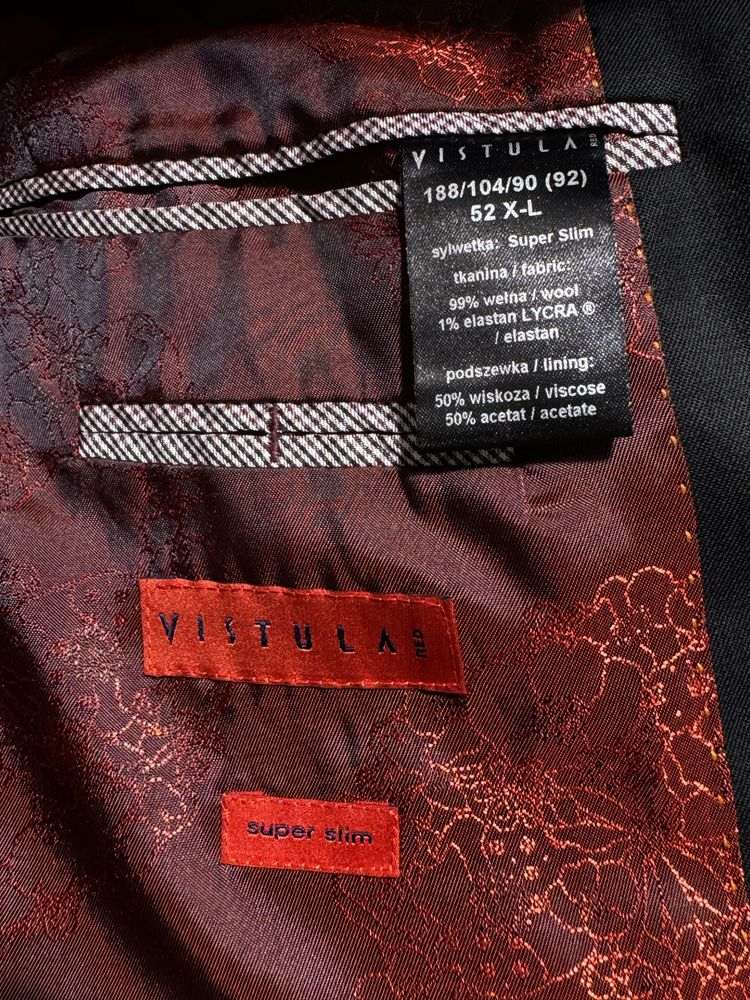 VISTULA RED
188/104/90 (92)
52 X-L
sylwetka: Super Slim
tkanina / fabric:
99% wełna / wool
1% elastan LYCRA ®
/ elastan
podszewka / lining:
50% wiskoza / viscose
50% acetat / acetate
VISTULA RED
super slim